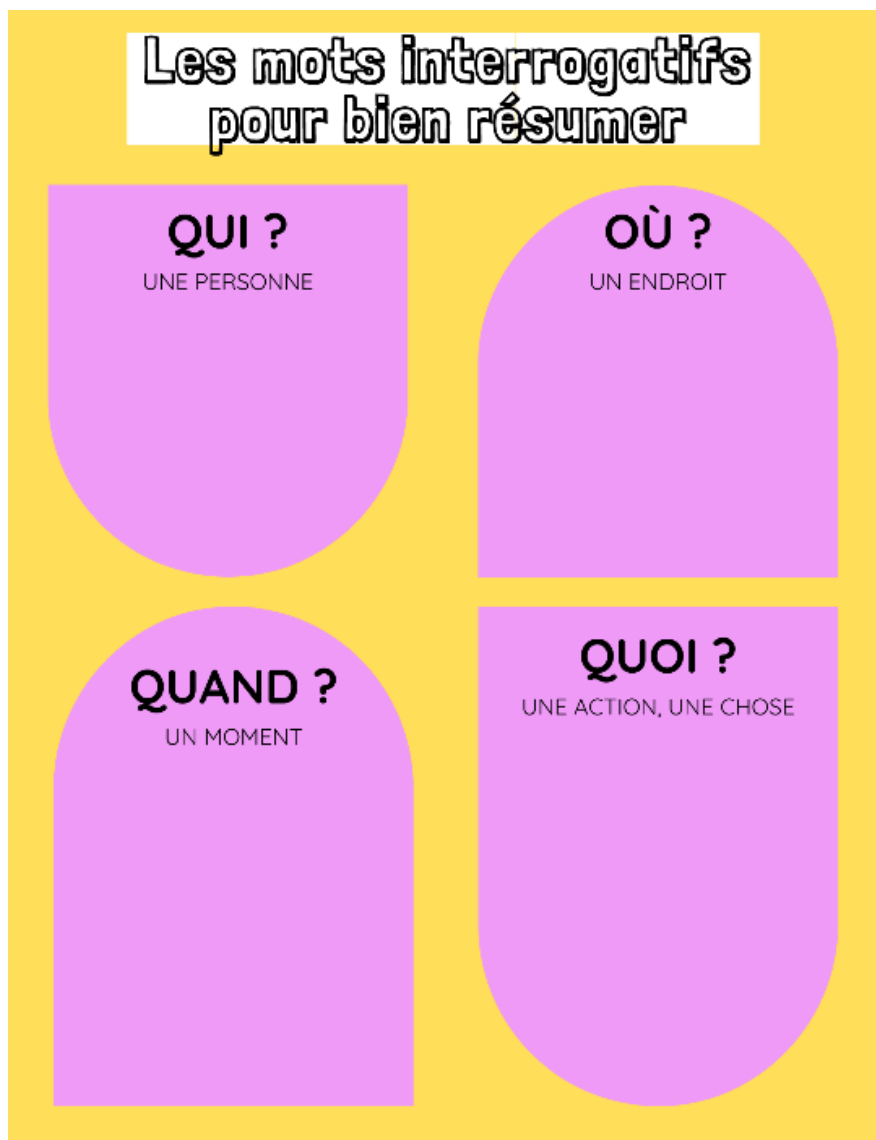 Les mots interrogatifs
pour bien résumer
QUI ?
UNE PERSONNE
OÙ ?
UN ENDROIT
QUAND ?
UN MOMENT
QUOI ?
UNE ACTION, UNE CHOSE